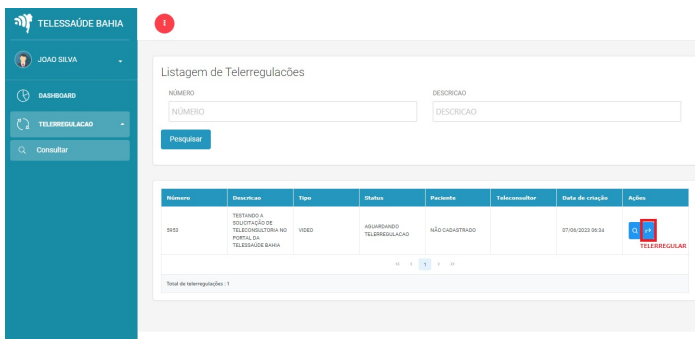 TELESSAÚDE BAHIA
JOAO SILVA
DASHBOARD
TELERREGULACAO
Consultar
Listagem de Telerregulacões
NÚMERO
DESCRICAO
NÚMERO
DESCRICAO
Pesquisar
Número Descricao Tipo Status Paciente Teleconsultor Data de criação Ações
5953
TESTANDO A
SOLICITAÇÃO DE
TELECONSULTORIA NO
PORTAL DA
TELESSAÚDE BAHIA
VIDEO
AGUARDANDO
TELERREGULACAO
NÃO CADASTRADO
07/06/2023 06:34
TELERREGULAR
1
Total de telerregulações : 1